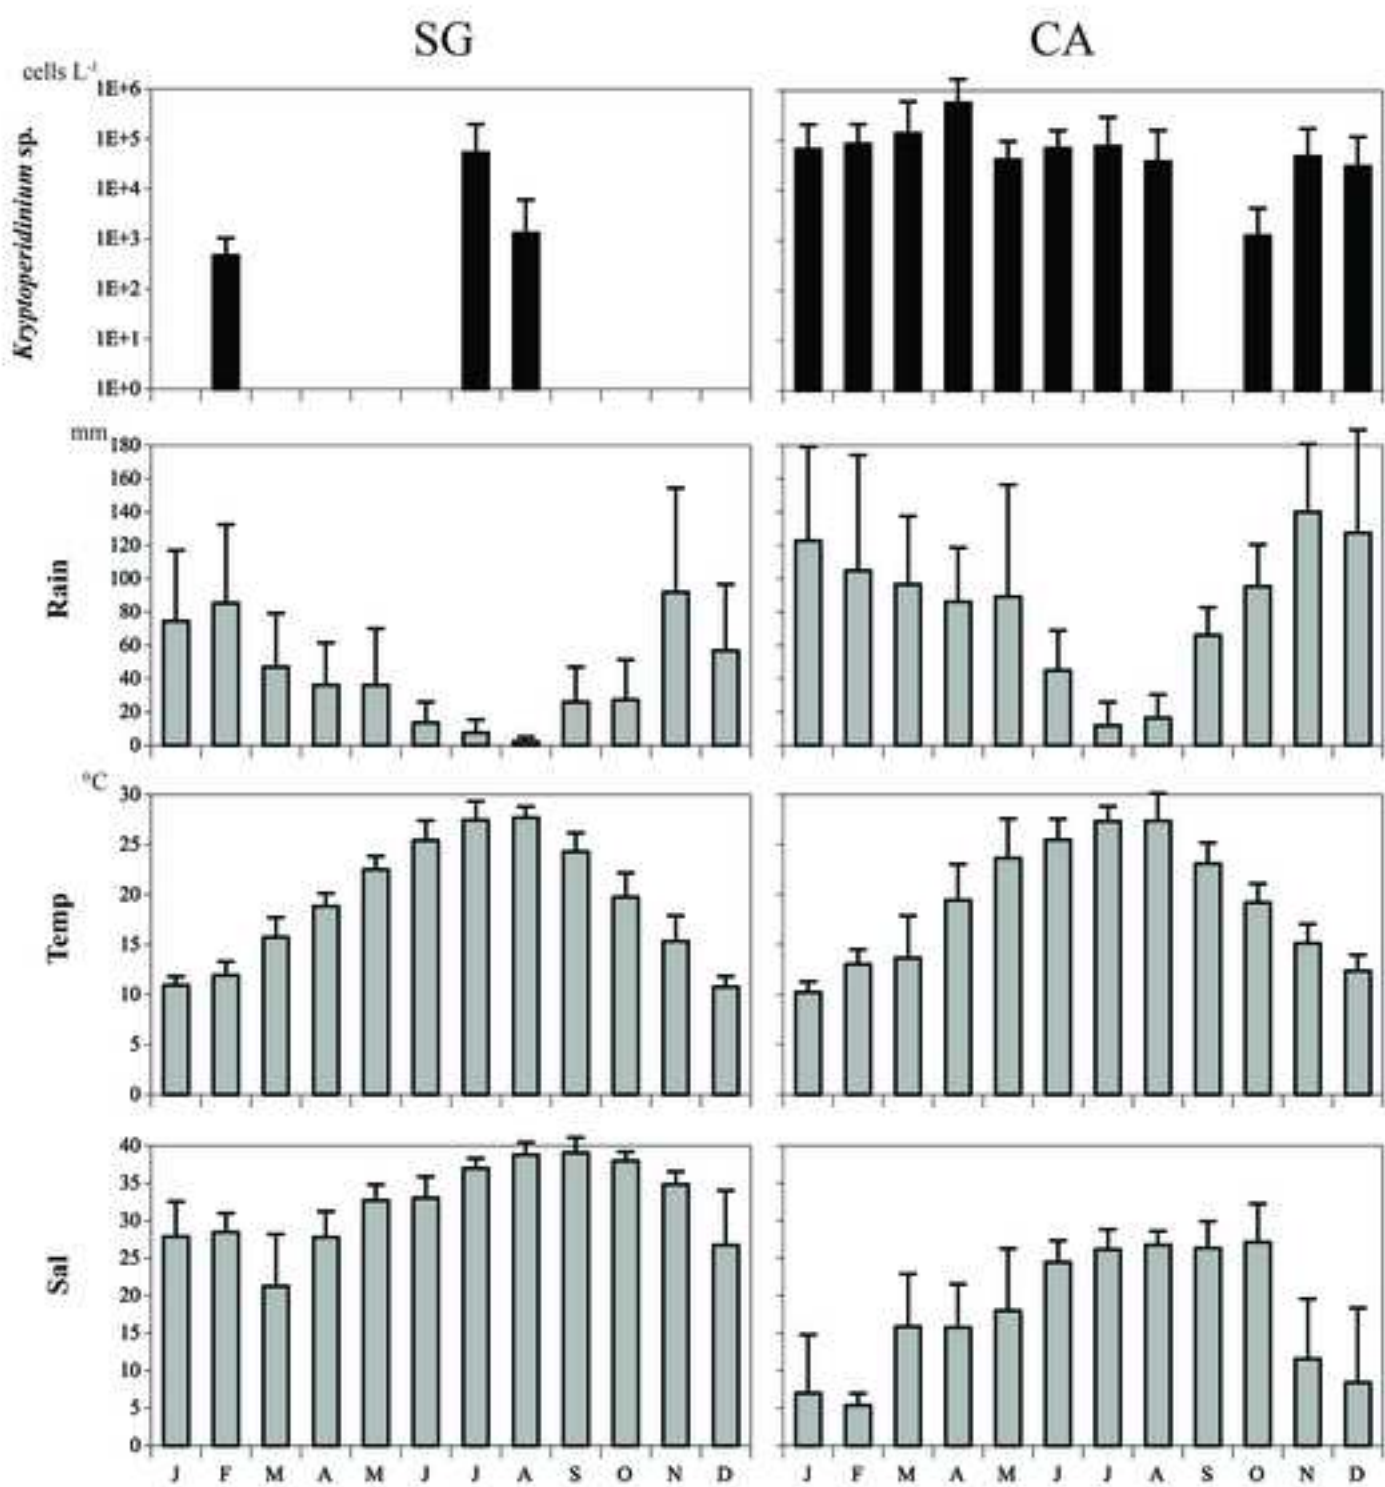 SG
CA
cells L⁻¹
1E+6
1E+5
1E+4
1E+3
1E+2
1E+1
1E+0
Kryptoperidinium sp.
mm
180
160
140
120
100
80
60
40
20
0
Rain
°C
30
25
20
15
10
5
0
Temp
40
35
30
25
20
15
10
5
0
Sal
J F M A M J J A S O N D
J F M A M J J A S O N D